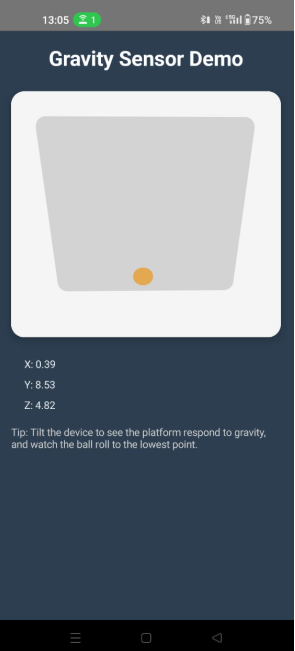 13:05 1 75%
Gravity Sensor Demo
X: 0.39
Y: 8.53
Z: 4.82
Tip: Tilt the device to see the platform respond to gravity,
and watch the ball roll to the lowest point.